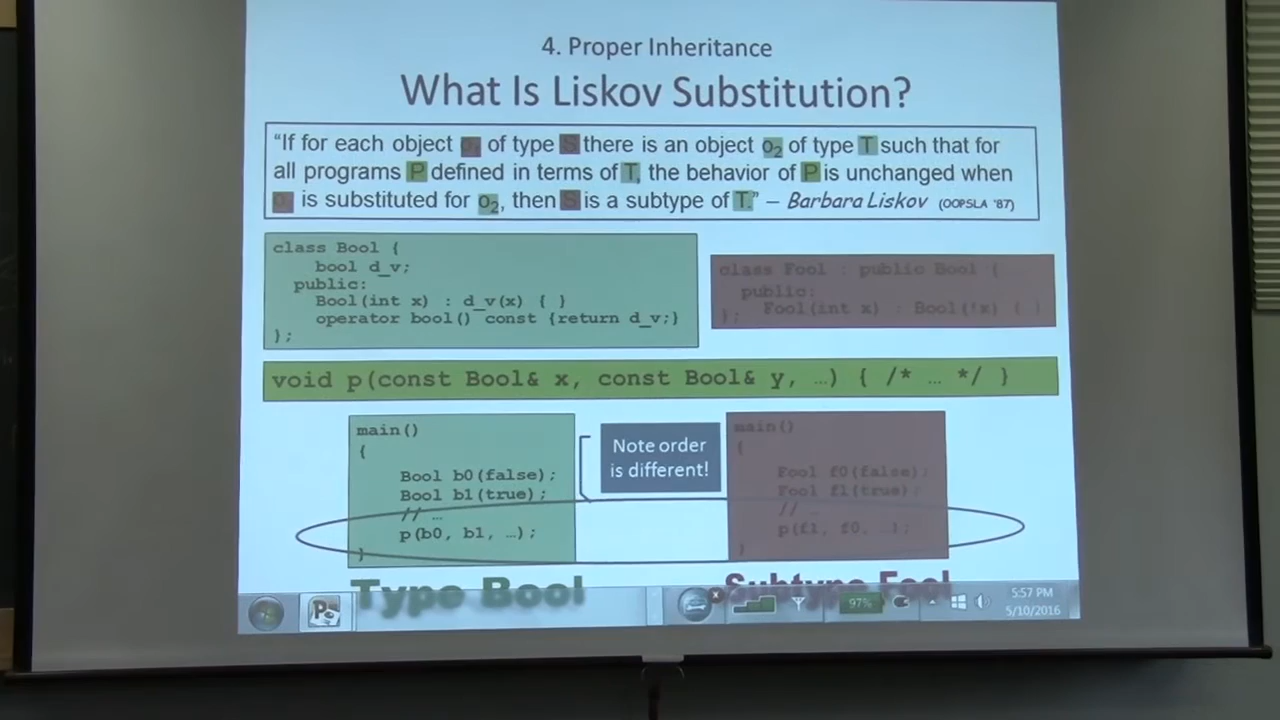 4. Proper Inheritance
What Is Liskov Substitution?
“If for each object o1 of type S there is an object o2 of type T such that for
all programs P defined in terms of T, the behavior of P is unchanged when
o1 is substituted for o2, then S is a subtype of T.” – Barbara Liskov (OOPSLA '87)
class Bool {
bool d_v;
public:
Bool(int x) : d_v(x) { }
operator bool() const {return d_v;}
};
class Fool : public Bool {
public:
Fool(int x) : Bool(!x) { }
};
void p(const Bool& x, const Bool& y, …) { /* … */ }
main()
{
Bool b0(false);
Bool b1(true);
// …
p(b0, b1, …);
}
Note order
is different!
main()
{
Fool f0(false);
Fool f1(true);
// …
p(f1, f0, …);
}
Type Bool
Subtype Fool
97%
5:57 PM
5/10/2016